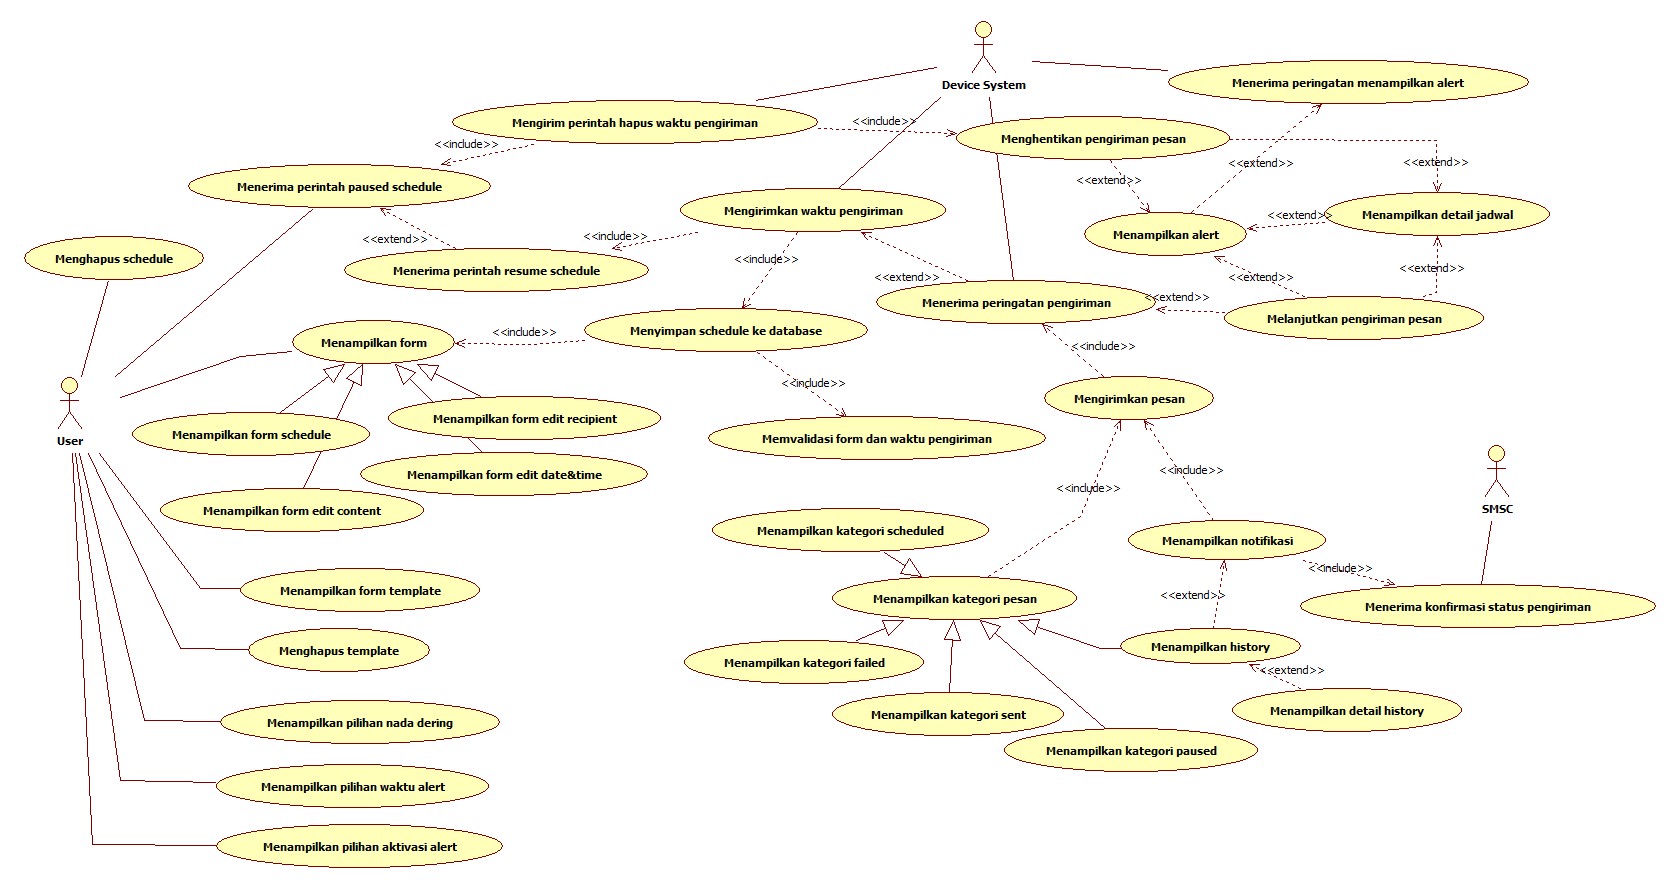 Device System
Menerima peringatan menampilkan alert
Mengirim perintah hapus waktu pengiriman
<<include>>
Menghentikan pengiriman pesan
<<include>>
<<extend>>
<<extend>>
<<extend>>
Menerima perintah paused schedule
Mengirimkan waktu pengiriman
<<extend>>
Menampilkan detail jadwal
Menampilkan alert
<<include>>
<<extend>>
Menghapus schedule
<<include>>
Menerima perintah resume schedule
<<extend>>
<<extend>>
<<extend>>
<<extend>>
Menerima peringatan pengiriman
Melanjutkan pengiriman pesan
Menyimpan schedule ke database
<<include>>
Menampilkan form
<<include>>
<<include>>
Mengirimkan pesan
Menampilkan form edit recipient
Menampilkan form schedule
User
Memvalidasi form dan waktu pengiriman
Menampilkan form edit date&time
<<include>>
<<include>>
Menampilkan form edit content
SMSC
Menampilkan kategori scheduled
Menampilkan notifikasi
<<include>>
Menampilkan form template
<<extend>>
Menampilkan kategori pesan
Menerima konfirmasi status pengiriman
Menghapus template
Menampilkan history
Menampilkan kategori failed
<<extend>>
Menampilkan detail history
Menampilkan kategori sent
Menampilkan pilihan nada dering
Menampilkan kategori paused
Menampilkan pilihan waktu alert
Menampilkan pilihan aktivasi alert